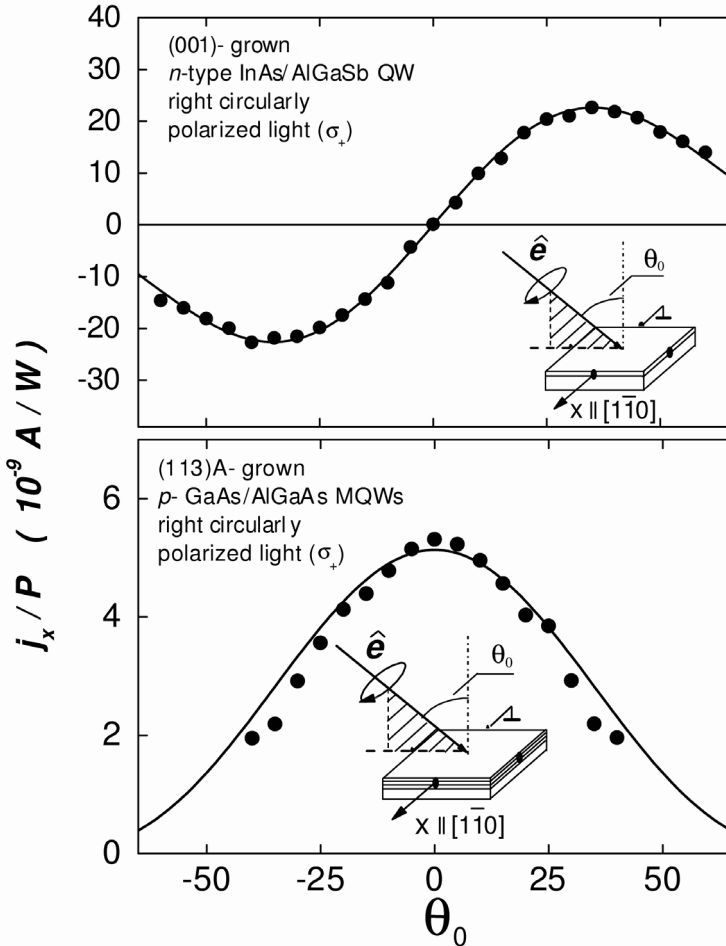 40
30
20
10
0
-10
-20
-30
(001)- grown
n-type InAs/AlGaSb QW
right circularly
polarized light (σ+)
ê
θ0
⊥
x ∥ [11̅0]
j_x / P ( 10^-9 A / W )
6
4
2
0
(113)A- grown
p- GaAs/AlGaAs MQWs
right circularly
polarized light (σ+)
ê
θ0
⊥
x ∥ [11̅0]
-50 -25 0 25 50
θ0